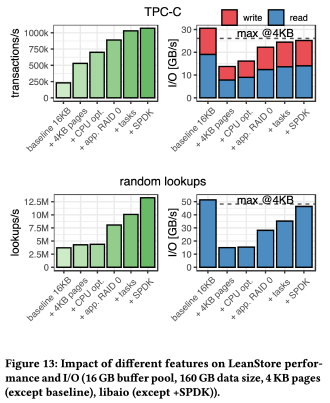 TPC-C
write read
transactions/s
1000k
750k
500k
250k
0
baseline 16KB
+ 4KB pages
+ CPU opt.
+ app. RAID 0
+ tasks
+ SPDK
I/O [GB/s]
30
20
10
0
max @4KB
baseline 16KB
+ 4KB pages
+ CPU opt.
+ app. RAID 0
+ tasks
+ SPDK
random lookups
lookups/s
12.5M
10.0M
7.5M
5.0M
2.5M
0
baseline 16KB
+ 4KB pages
+ CPU opt.
+ app. RAID 0
+ tasks
+ SPDK
I/O [GB/s]
50
40
30
20
10
0
max @4KB
baseline 16KB
+ 4KB pages
+ CPU opt.
+ app. RAID 0
+ tasks
+ SPDK
Figure 13: Impact of different features on LeanStore perfor-
mance and I/O (16 GB buffer pool, 160 GB data size, 4 KB pages
(except baseline), libaio (except +SPDK)).